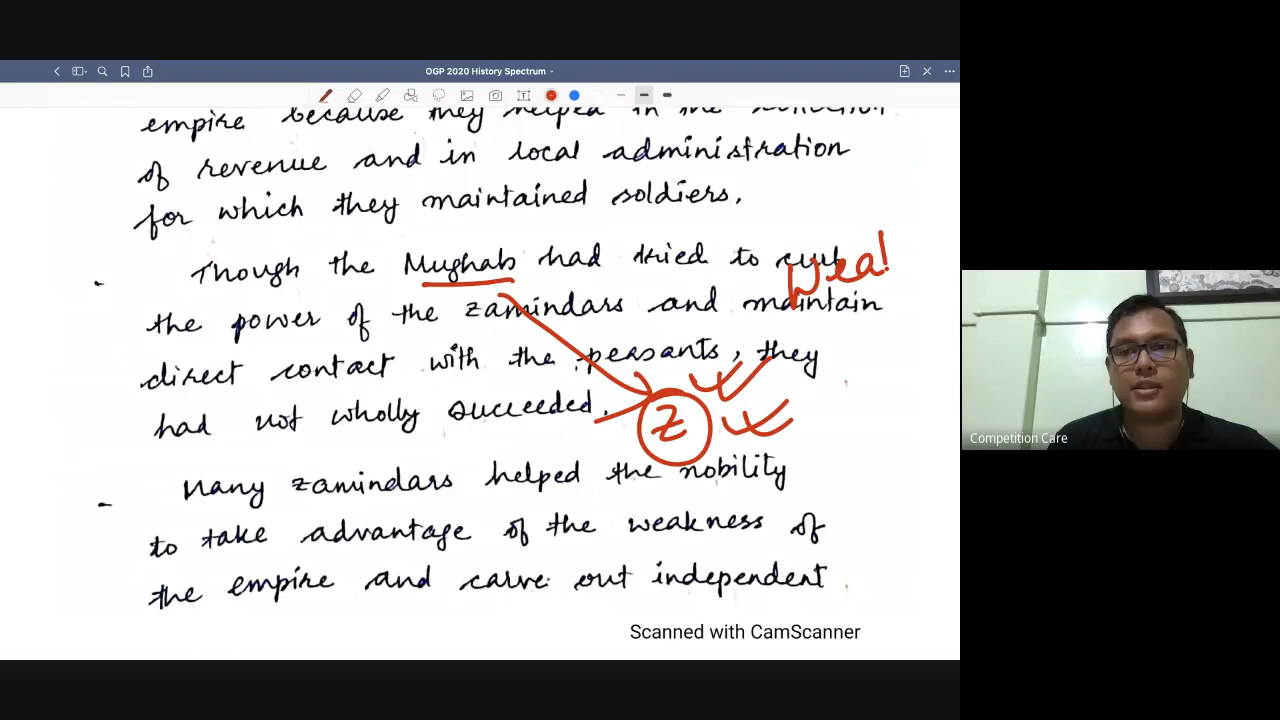 OGP 2020 History Spectrum
empire because they helped in the collection
of revenue and in local administration
for which they maintained soldiers.
- Though the Mughals had tried to curb
Wea
the power of the zamindars and maintain
direct contact with the peasants, they
had not wholly succeeded.
Z
- Many zamindars helped the nobility
to take advantage of the weakness of
the empire and carve out independent
Scanned with CamScanner
Competition Care